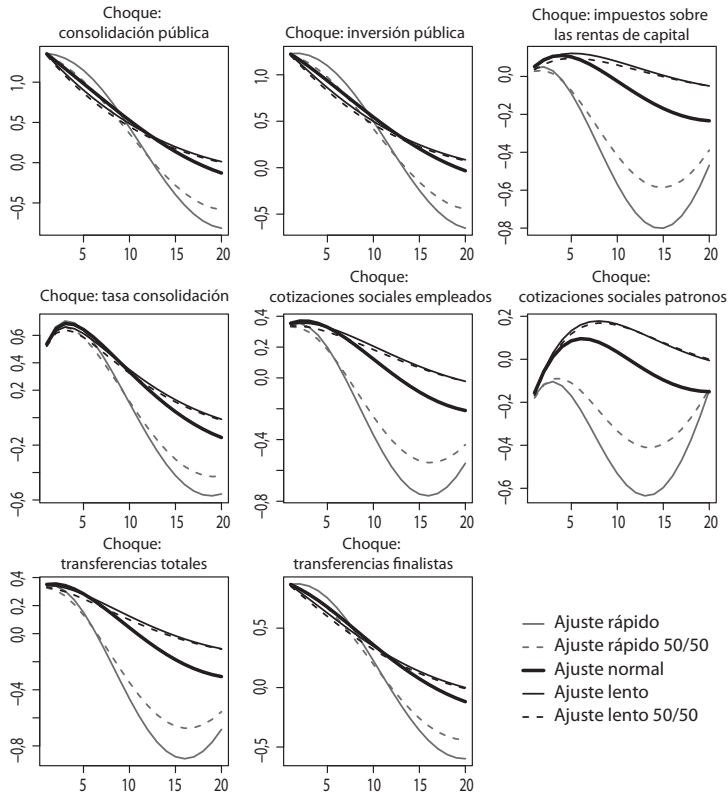 Choque:
consolidación pública
Choque: inversión pública
Choque: impuestos sobre
las rentas de capital
1,0
0,5
0,0
−0,5
5 10 15 20
1,0
0,5
0,0
−0,5
5 10 15 20
0,0
−0,2
−0,4
−0,6
−0,8
5 10 15 20
Choque: tasa consolidación
Choque:
cotizaciones sociales empleados
Choque:
cotizaciones sociales patronos
0,6
0,4
0,2
−0,2
−0,6
5 10 15 20
0,4
0,2
0,0
−0,4
−0,8
5 10 15 20
0,2
0,0
−0,2
−0,4
−0,6
5 10 15 20
Choque:
transferencias totales
Choque:
transferencias finalistas
0,4
0,2
0,0
−0,4
−0,8
5 10 15 20
0,5
0,0
−0,5
5 10 15 20
Ajuste rápido
Ajuste rápido 50/50
Ajuste normal
Ajuste lento
Ajuste lento 50/50